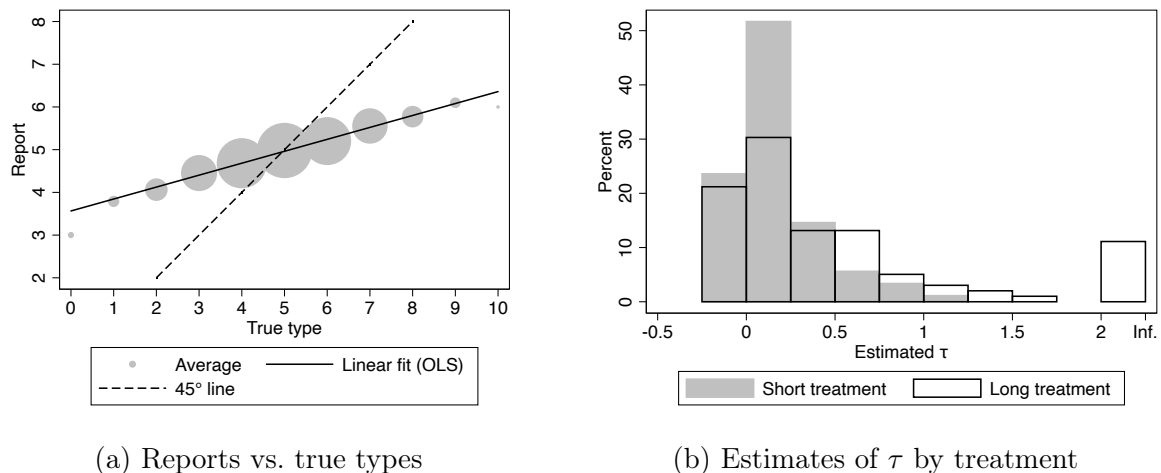 8
7
6
5
4
3
2
Report
0 1 2 3 4 5 6 7 8 9 10
True type
Average
Linear fit (OLS)
45° line
(a) Reports vs. true types
50
40
30
20
10
0
Percent
-0.5 0 0.5 1 1.5 2 Inf.
Estimated τ
Short treatment
Long treatment
(b) Estimates of τ by treatment